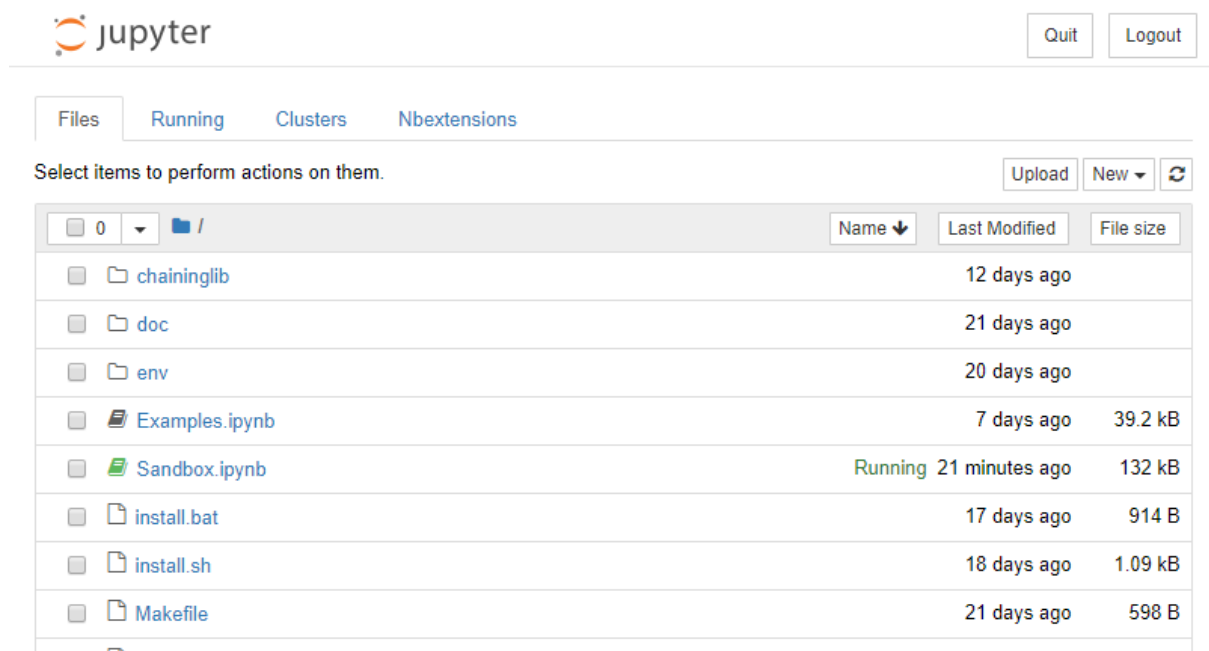 jupyter Quit Logout
Files Running Clusters Nbextensions
Select items to perform actions on them. Upload New
0 / Name Last Modified File size
chaininglib 12 days ago
doc 21 days ago
env 20 days ago
Examples.ipynb 7 days ago 39.2 kB
Sandbox.ipynb Running 21 minutes ago 132 kB
install.bat 17 days ago 914 B
install.sh 18 days ago 1.09 kB
Makefile 21 days ago 598 B